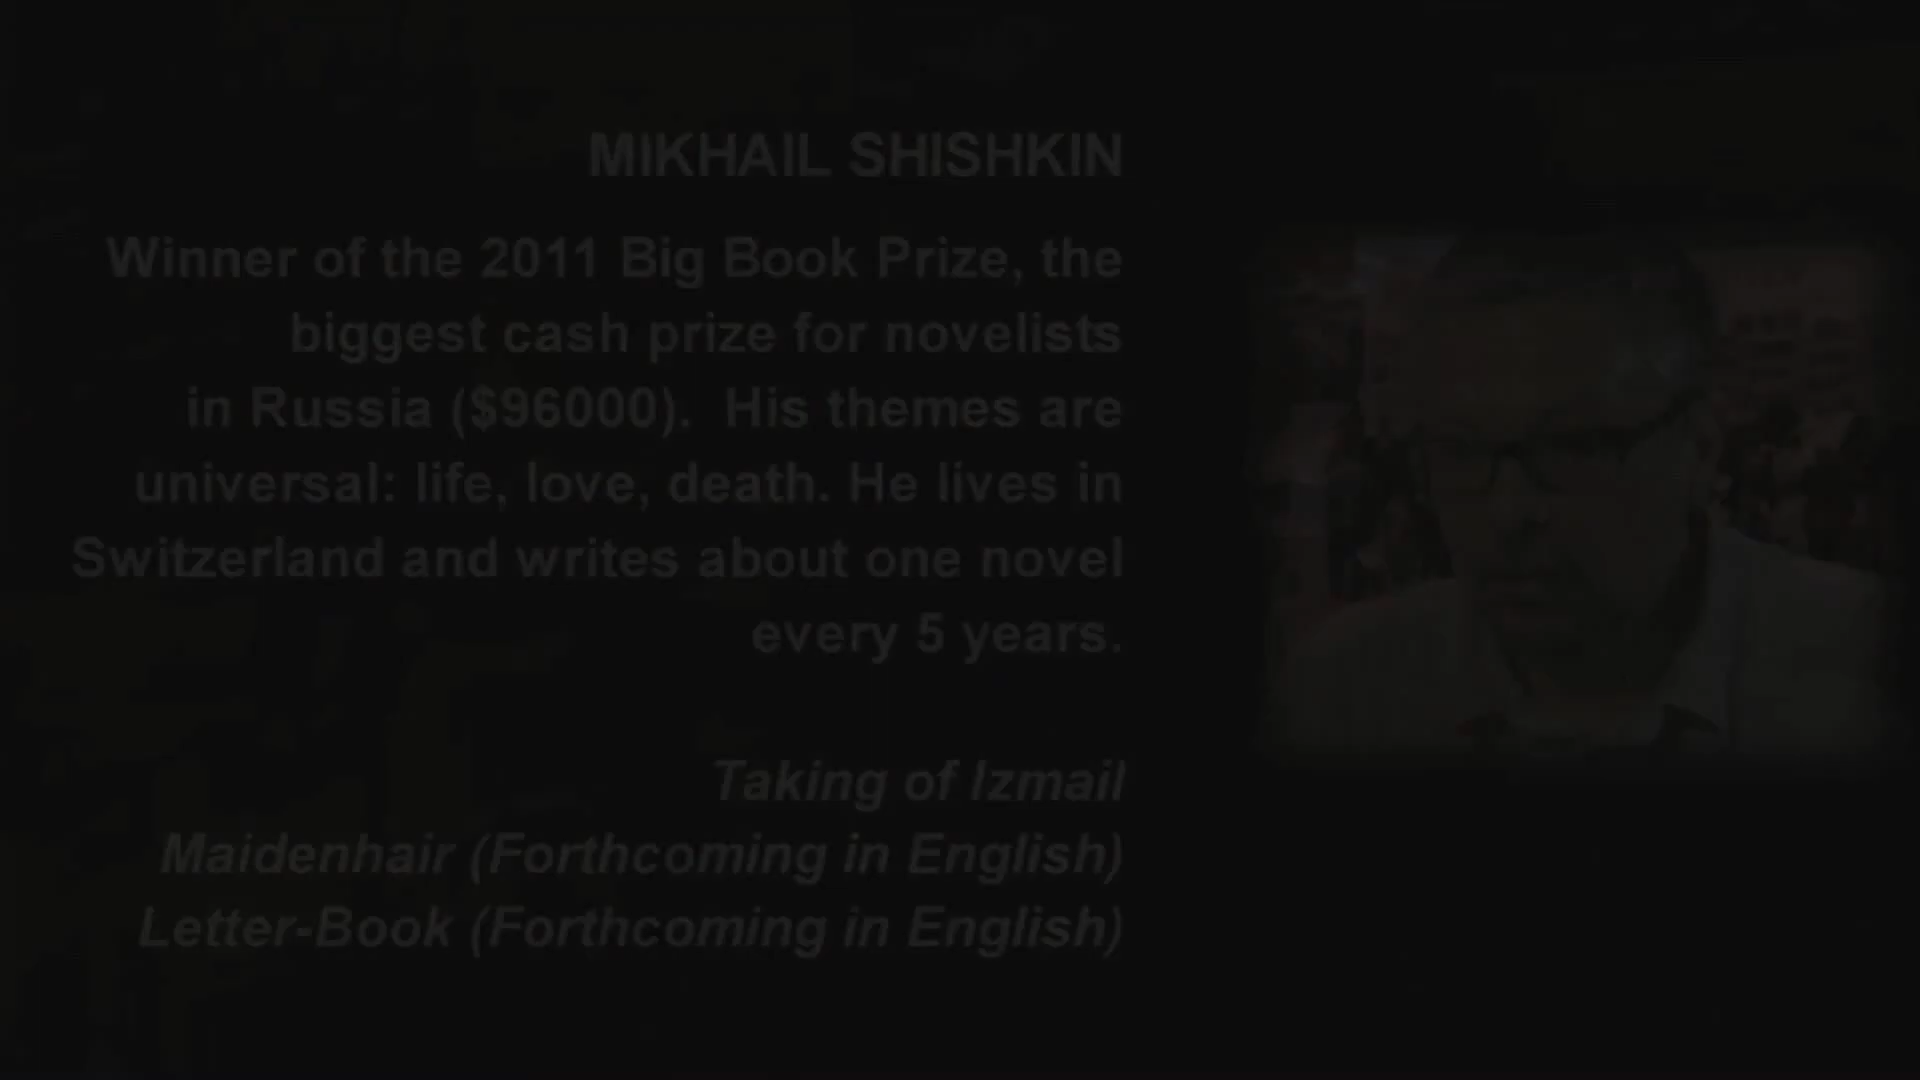 MIKHAIL SHISHKIN
Winner of the 2011 Big Book Prize, the
biggest cash prize for novelists
in Russia ($96000).  His themes are
universal: life, love, death. He lives in
Switzerland and writes about one novel
every 5 years.
Taking of Izmail
Maidenhair (Forthcoming in English)
Letter-Book (Forthcoming in English)